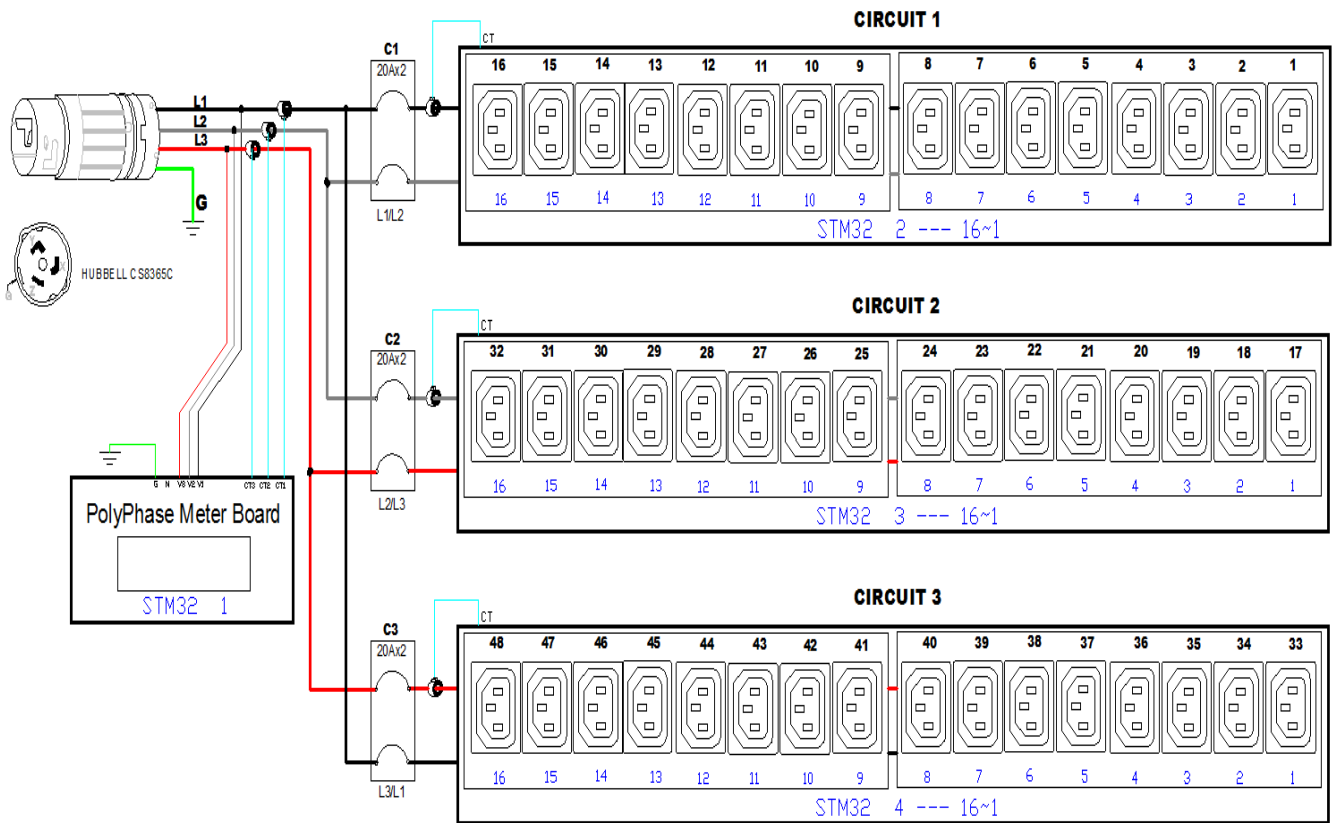 CIRCUIT 1
CT
C1
20Ax2
16 15 14 13 12 11 10 9 8 7 6 5 4 3 2 1
L1
L2
L3
16 15 14 13 12 11 10 9 8 7 6 5 4 3 2 1
G
L1/L2
STM32 2 --- 16~1
Y
X
Z
G
HUBBELL CS8365C
CIRCUIT 2
CT
C2
20Ax2
32 31 30 29 28 27 26 25 24 23 22 21 20 19 18 17
16 15 14 13 12 11 10 9 8 7 6 5 4 3 2 1
L2/L3
STM32 3 --- 16~1
G N V3 V2 V1 CT3 CT2 CT1
PolyPhase Meter Board
STM32 1
CIRCUIT 3
CT
C3
20Ax2
48 47 46 45 44 43 42 41 40 39 38 37 36 35 34 33
16 15 14 13 12 11 10 9 8 7 6 5 4 3 2 1
L3/L1
STM32 4 --- 16~1